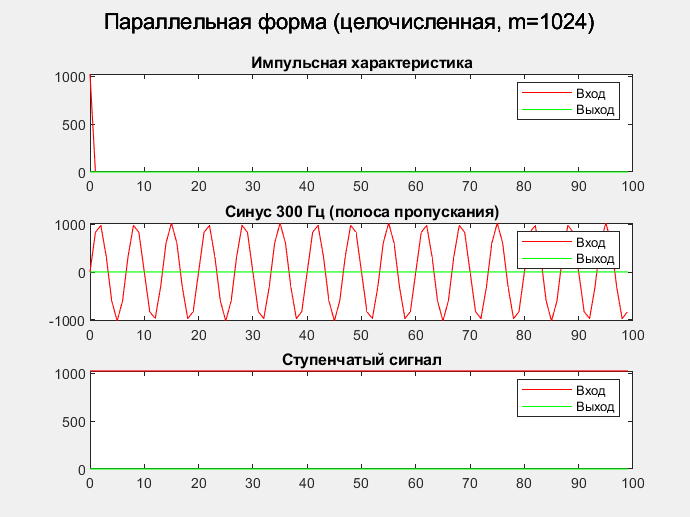 Параллельная форма (целочисленная, m=1024)
Импульсная характеристика
1000
500
0
Вход
Выход
0 10 20 30 40 50 60 70 80 90 100
Синус 300 Гц (полоса пропускания)
1000
0
-1000
Вход
Выход
0 10 20 30 40 50 60 70 80 90 100
Ступенчатый сигнал
1000
500
0
Вход
Выход
0 10 20 30 40 50 60 70 80 90 100